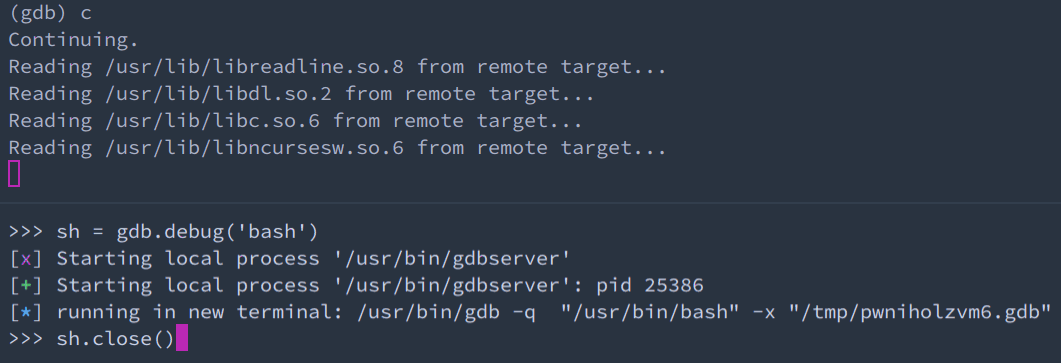 (gdb) c
Continuing.
Reading /usr/lib/libreadline.so.8 from remote target...
Reading /usr/lib/libdl.so.2 from remote target...
Reading /usr/lib/libc.so.6 from remote target...
Reading /usr/lib/libncursesw.so.6 from remote target...
>>> sh = gdb.debug('bash')
[x] Starting local process '/usr/bin/gdbserver'
[+] Starting local process '/usr/bin/gdbserver': pid 25386
[*] running in new terminal: /usr/bin/gdb -q  "/usr/bin/bash" -x "/tmp/pwniholzvm6.gdb"
>>> sh.close()